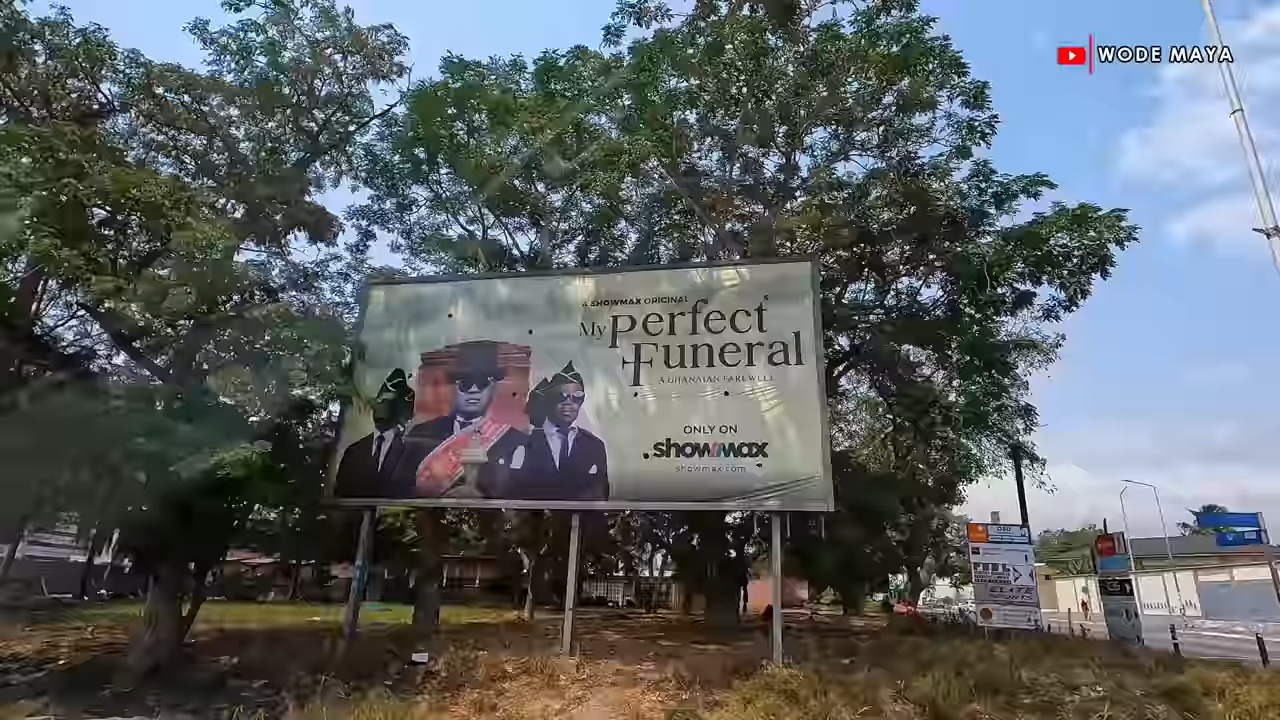 WODE MAYA
A SHOWMAX ORIGINAL
My Perfect
Funeral
A GHANAIAN FAREWELL
ONLY ON
showmax
showmax.com